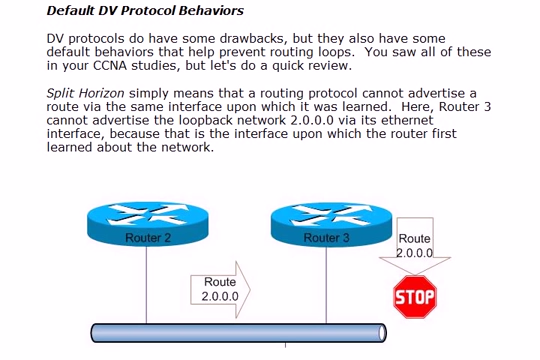 Default DV Protocol Behaviors
DV protocols do have some drawbacks, but they also have some
default behaviors that help prevent routing loops.  You saw all of these
in your CCNA studies, but let's do a quick review.
Split Horizon simply means that a routing protocol cannot advertise a
route via the same interface upon which it was learned.  Here, Router 3
cannot advertise the loopback network 2.0.0.0 via its ethernet
interface, because that is the interface upon which the router first
learned about the network.
Router 2
Router 3
Route
2.0.0.0
Route
2.0.0.0
STOP